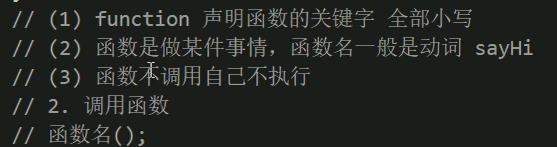 // (1) function 声明函数的关键字 全部小写
// (2) 函数是做某件事情，函数名一般是动词 sayHi
// (3) 函数不调用自己不执行
// 2. 调用函数
// 函数名();